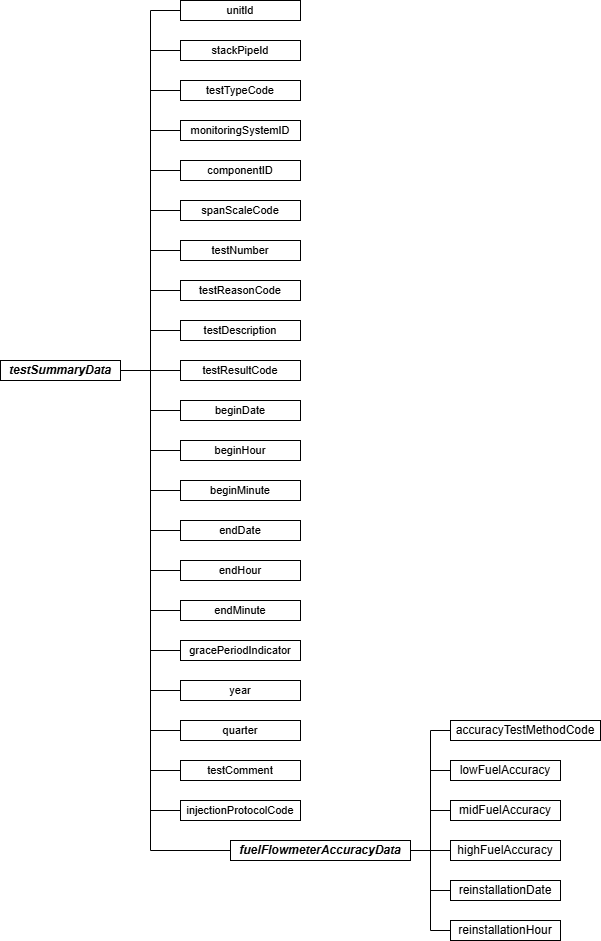 unitId
stackPipeId
testTypeCode
monitoringSystemID
componentID
spanScaleCode
testNumber
testReasonCode
testDescription
testSummaryData
testResultCode
beginDate
beginHour
beginMinute
endDate
endHour
endMinute
gracePeriodIndicator
year
quarter
testComment
injectionProtocolCode
fuelFlowmeterAccuracyData
accuracyTestMethodCode
lowFuelAccuracy
midFuelAccuracy
highFuelAccuracy
reinstallationDate
reinstallationHour